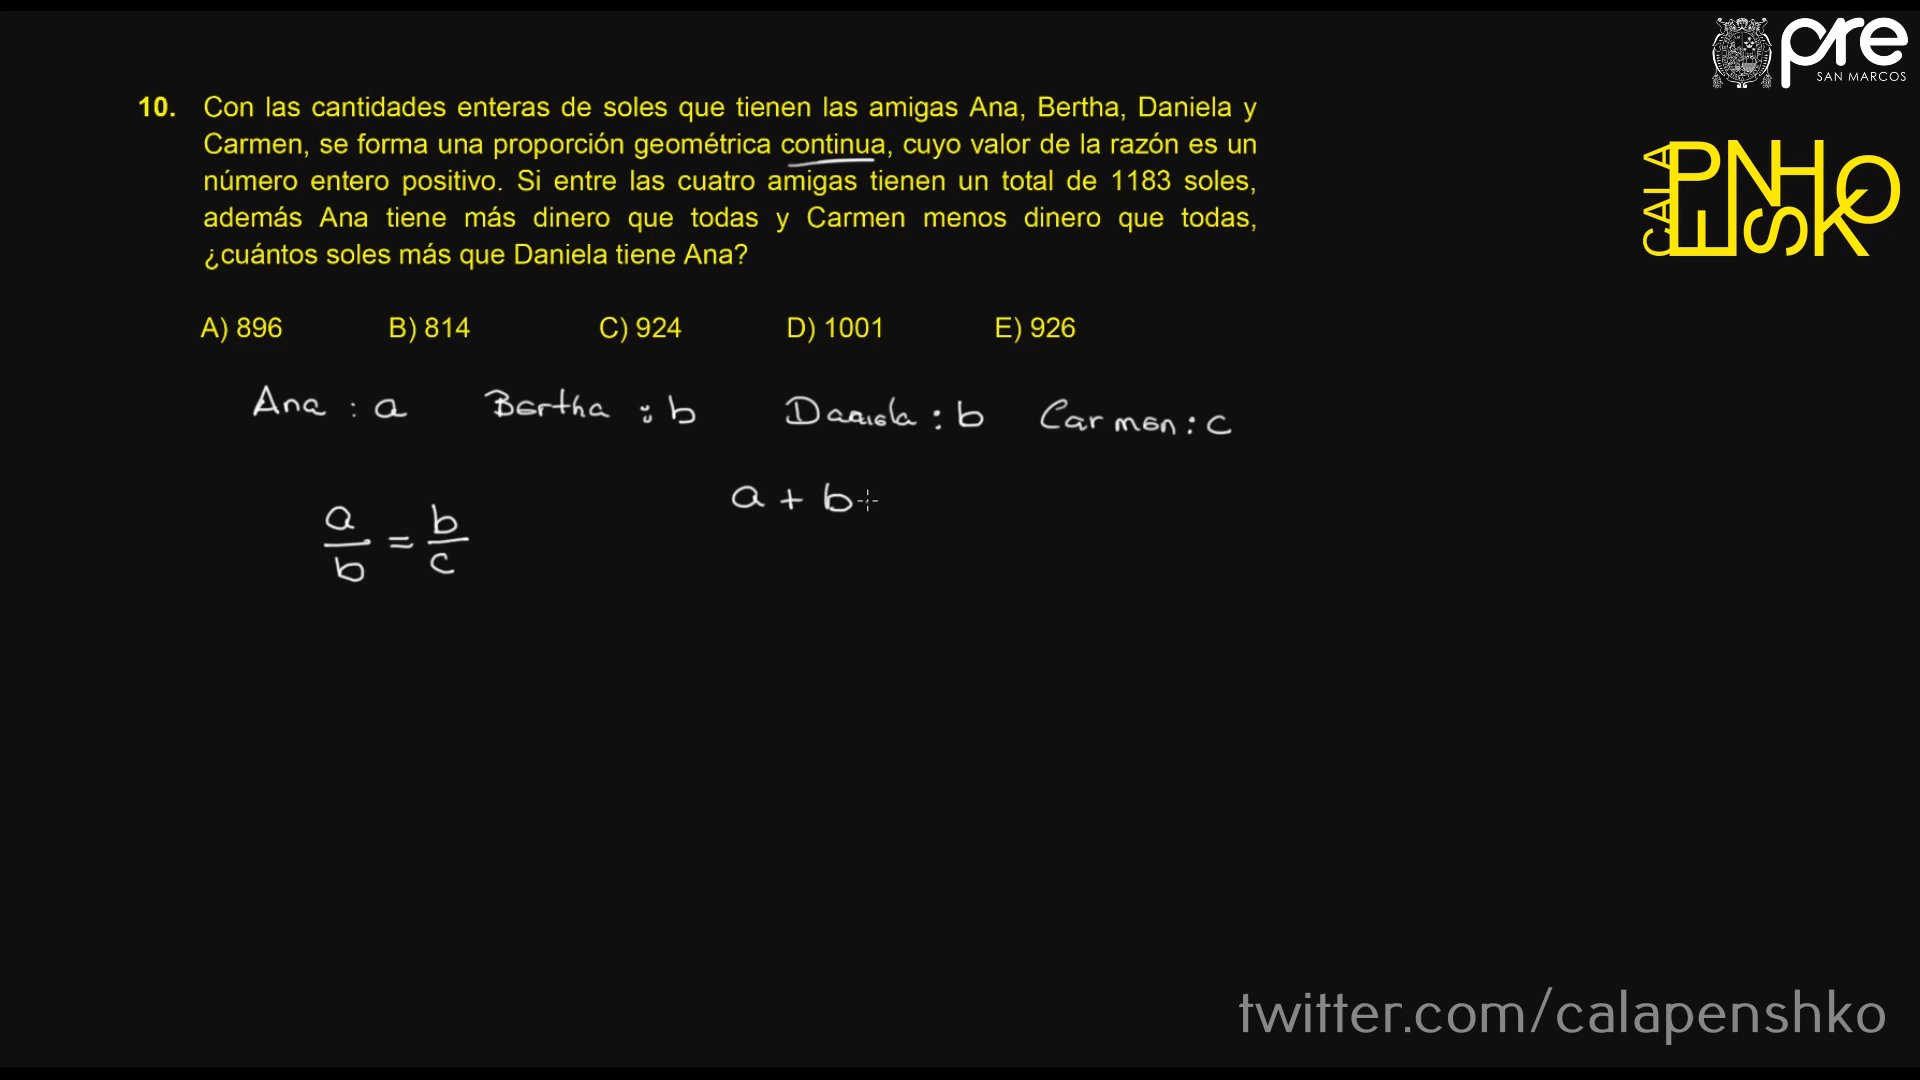 pre
SAN MARCOS
CALA
PENSHKO
10. Con las cantidades enteras de soles que tienen las amigas Ana, Bertha, Daniela y
Carmen, se forma una proporción geométrica continua, cuyo valor de la razón es un
número entero positivo. Si entre las cuatro amigas tienen un total de 1183 soles,
además Ana tiene más dinero que todas y Carmen menos dinero que todas,
¿cuántos soles más que Daniela tiene Ana?
A) 896 B) 814 C) 924 D) 1001 E) 926
Ana : a Bertha : b Daniela : b Carmen : c
a + b +
a/b = b/c
twitter.com/calapenshko